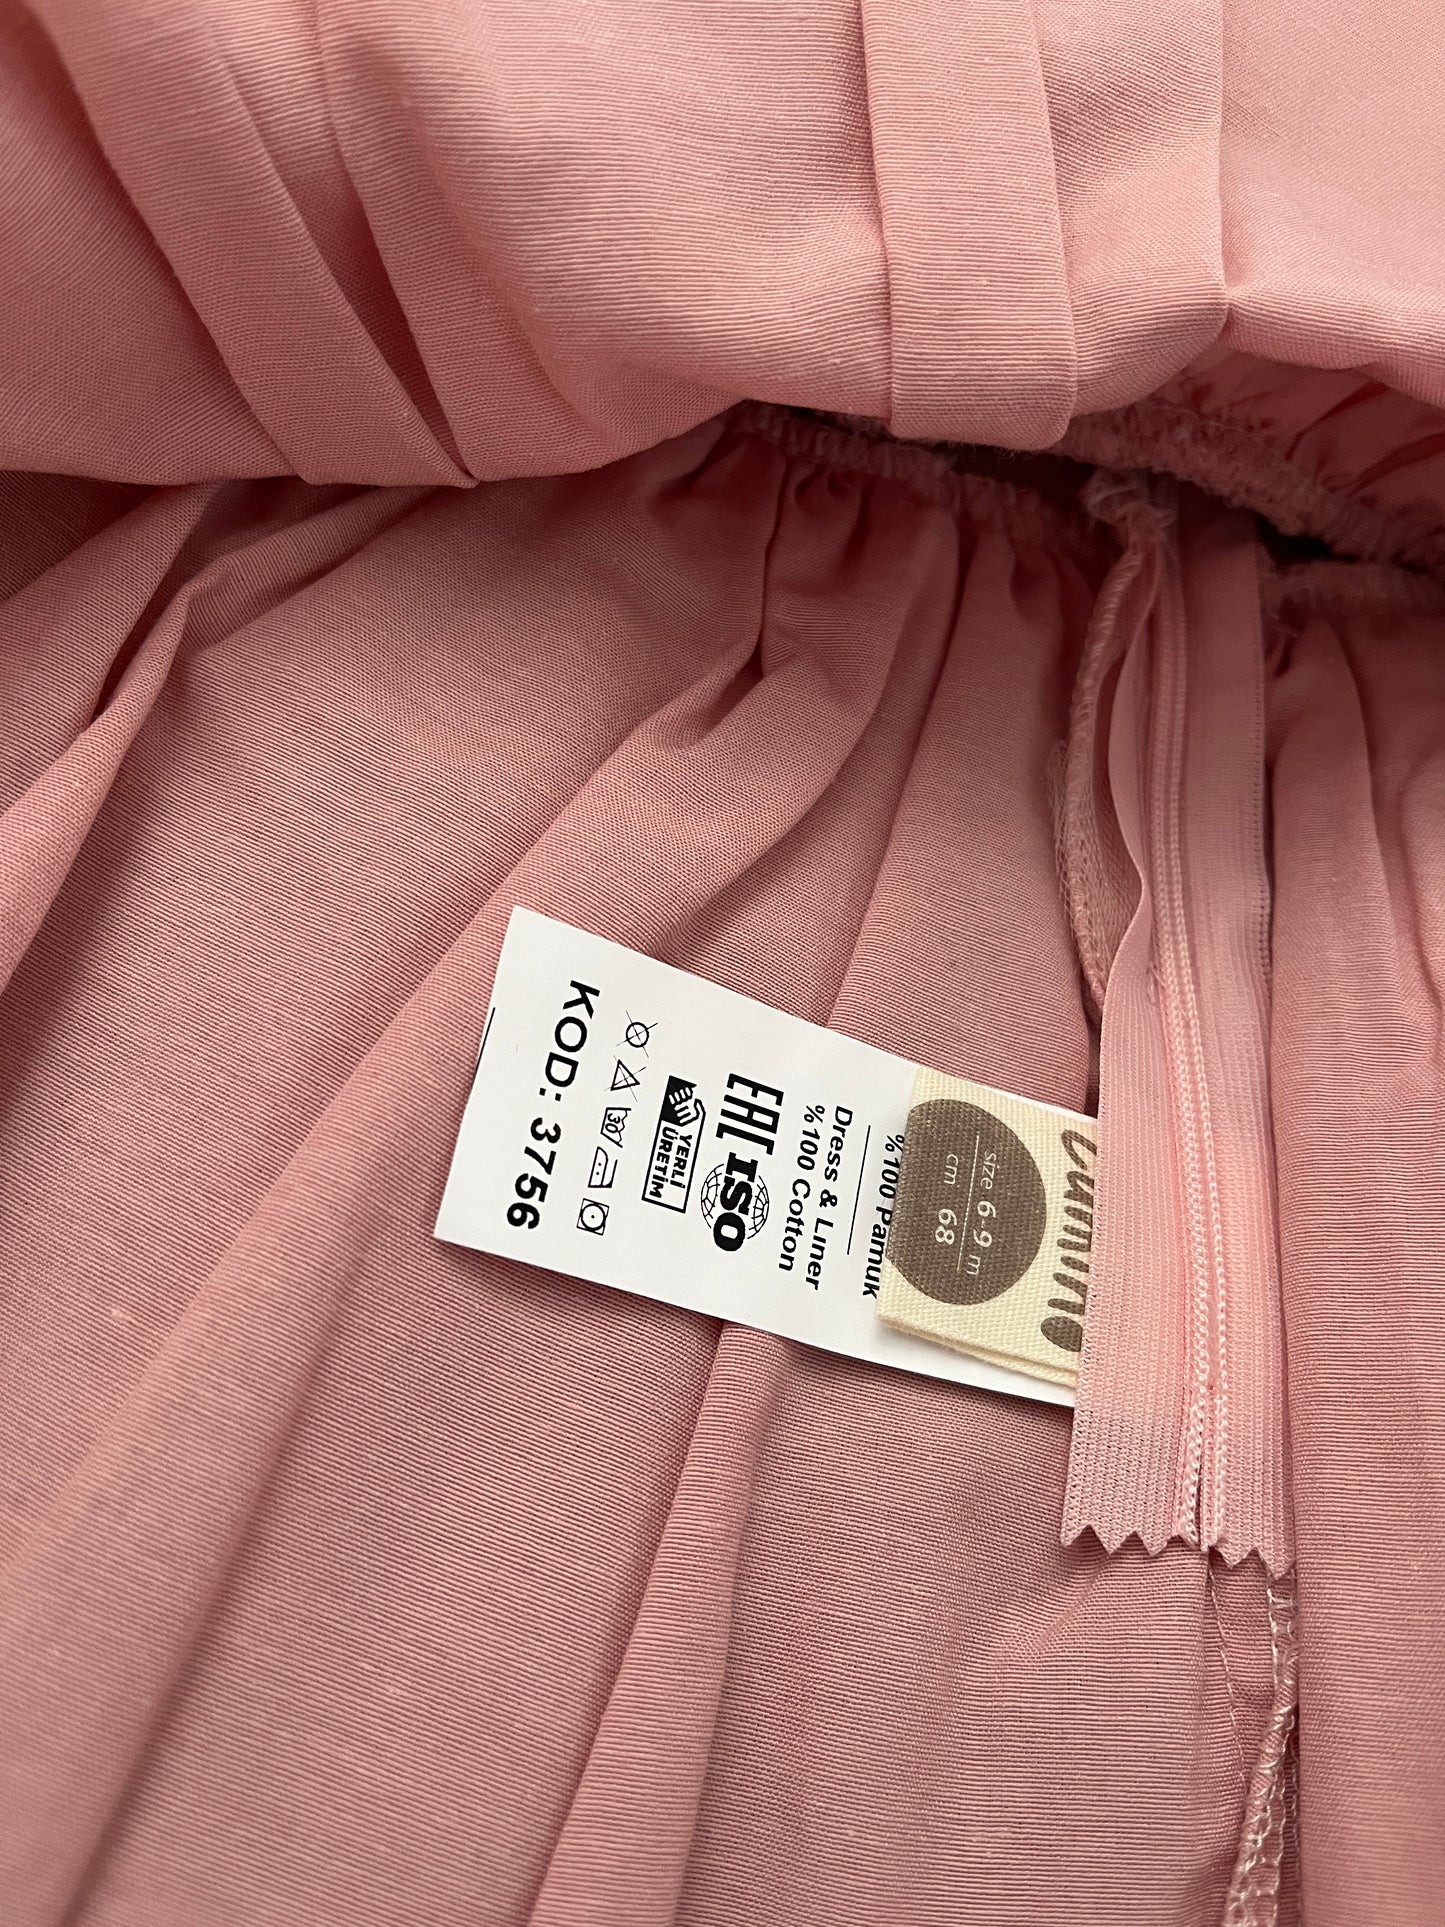 size 6-9 m
cm 68
%100 Pamuk
Dress & Liner
%100 Cotton
EAC ISO
YERLİ
ÜRETİM
30
KOD: 3756